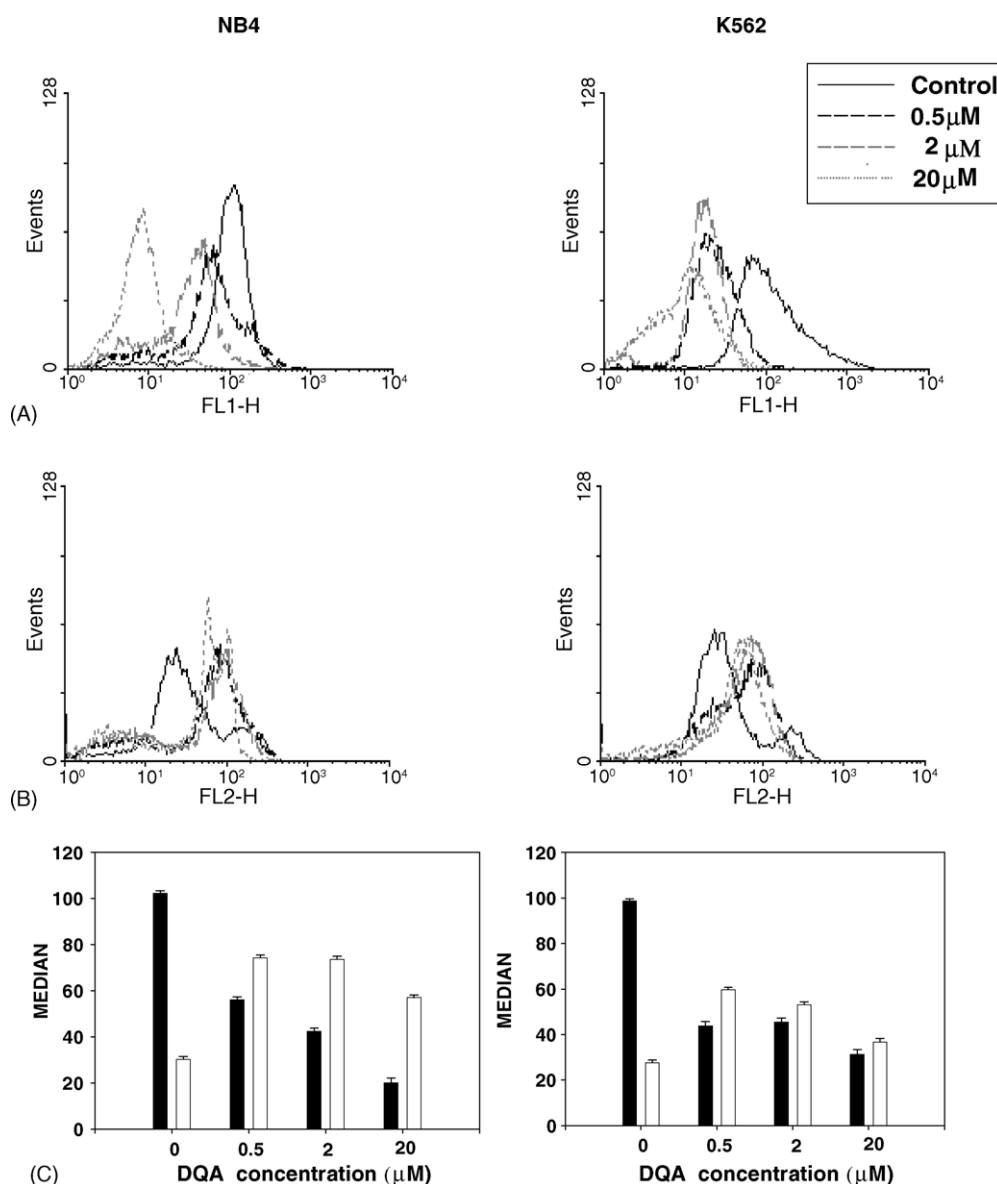 NB4
K562
128
Events
0
10⁰ 10¹ 10² 10³ 10⁴
FL1-H
(A)
128
Events
0
10⁰ 10¹ 10² 10³ 10⁴
FL1-H
Control
0.5μM
2 μM
20μM
128
Events
0
10⁰ 10¹ 10² 10³ 10⁴
FL2-H
(B)
128
Events
0
10⁰ 10¹ 10² 10³ 10⁴
FL2-H
120
100
80
60
40
20
0
MEDIAN
0 0.5 2 20
DQA concentration (μM)
(C)
120
100
80
60
40
20
0
MEDIAN
0 0.5 2 20
DQA concentration (μM)